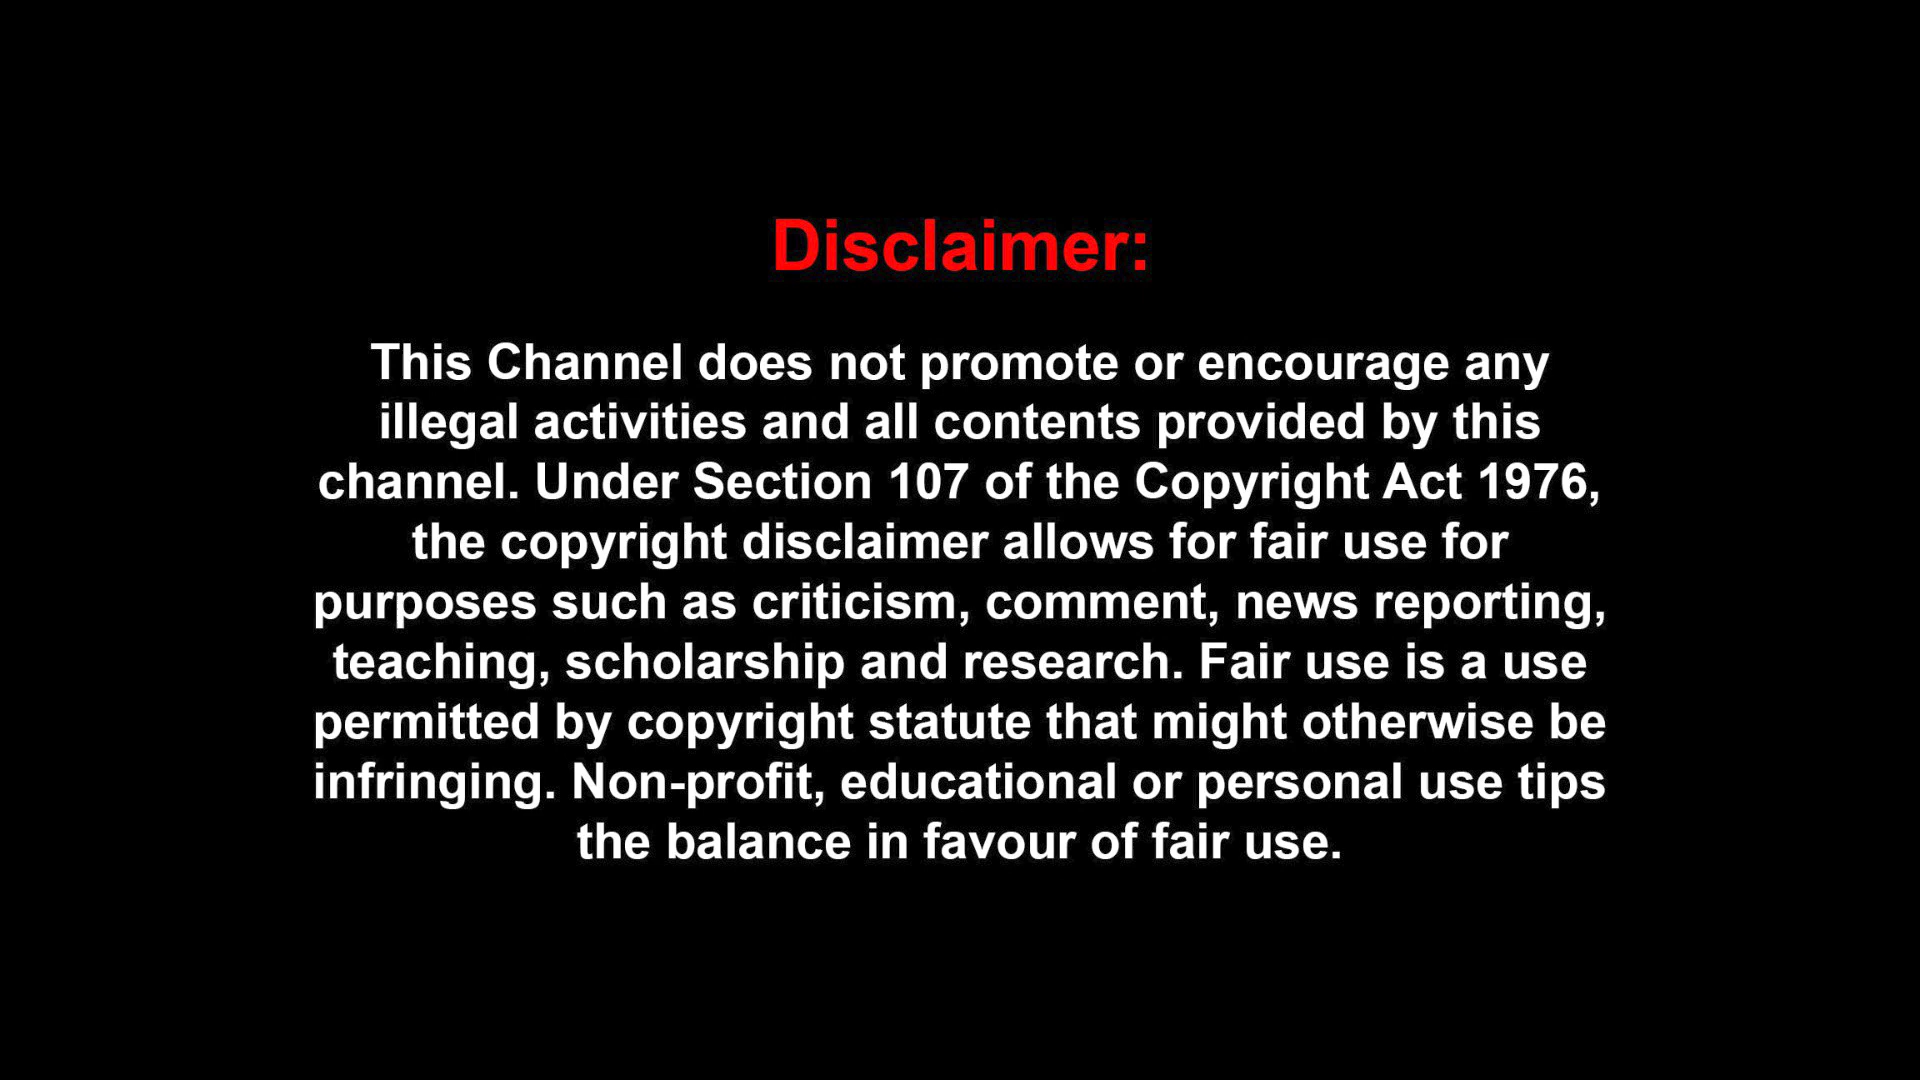 Disclaimer:
This Channel does not promote or encourage any
illegal activities and all contents provided by this
channel. Under Section 107 of the Copyright Act 1976,
the copyright disclaimer allows for fair use for
purposes such as criticism, comment, news reporting,
teaching, scholarship and research. Fair use is a use
permitted by copyright statute that might otherwise be
infringing. Non-profit, educational or personal use tips
the balance in favour of fair use.